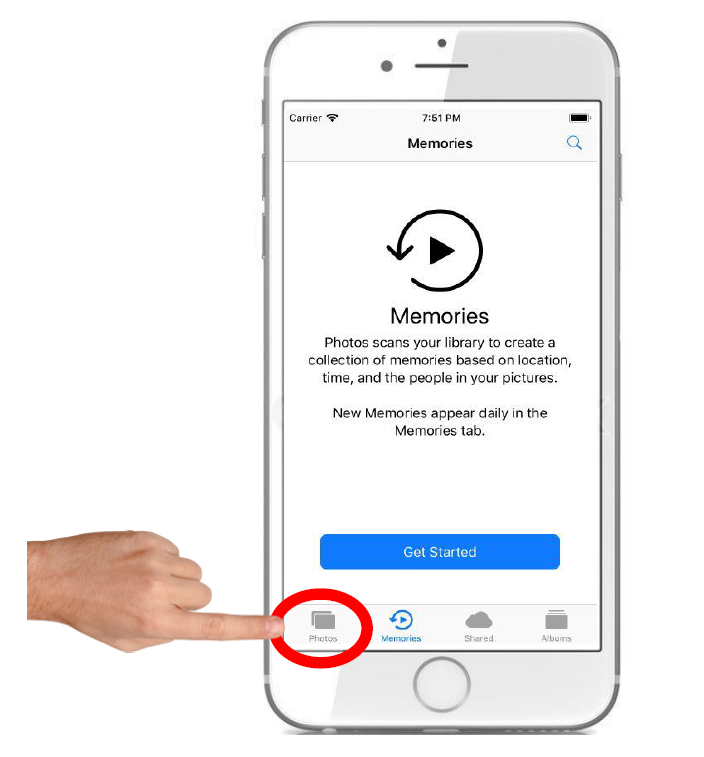 Carrier 7:51 PM
Memories
Memories
Photos scans your library to create a
collection of memories based on location,
time, and the people in your pictures.
New Memories appear daily in the
Memories tab.
Get Started
Photos Memories Shared Albums